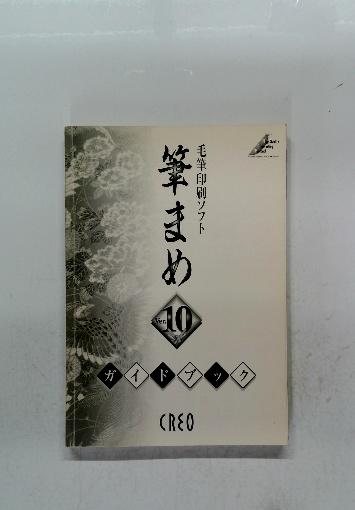 毛筆印刷ソフト
筆まめ
Ver.10
ガイドブック
CREO